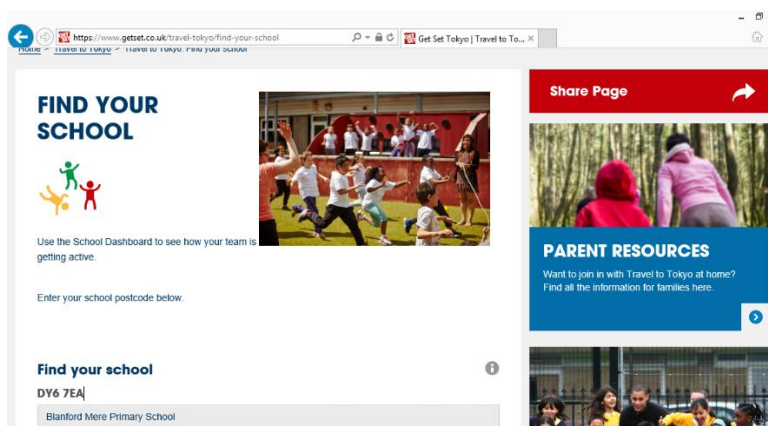 https://www.getset.co.uk/travel-tokyo/find-your-school
Get Set Tokyo | Travel to To...
Home > Travel to Tokyo > Travel to Tokyo: Find your school
FIND YOUR
SCHOOL
Use the School Dashboard to see how your team is
getting active.
Enter your school postcode below.
Find your school
DY6 7EA
Blanford Mere Primary School
Share Page
PARENT RESOURCES
Want to join in with Travel to Tokyo at home?
Find all the information for families here.